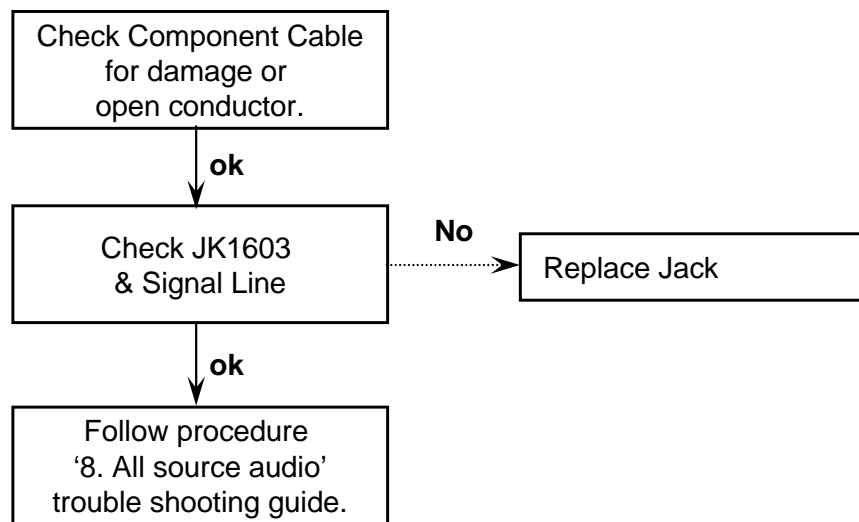 Check Component Cable
for damage or
open conductor.
ok
Check JK1603
& Signal Line
No
Replace Jack
ok
Follow procedure
‘8. All source audio’
trouble shooting guide.